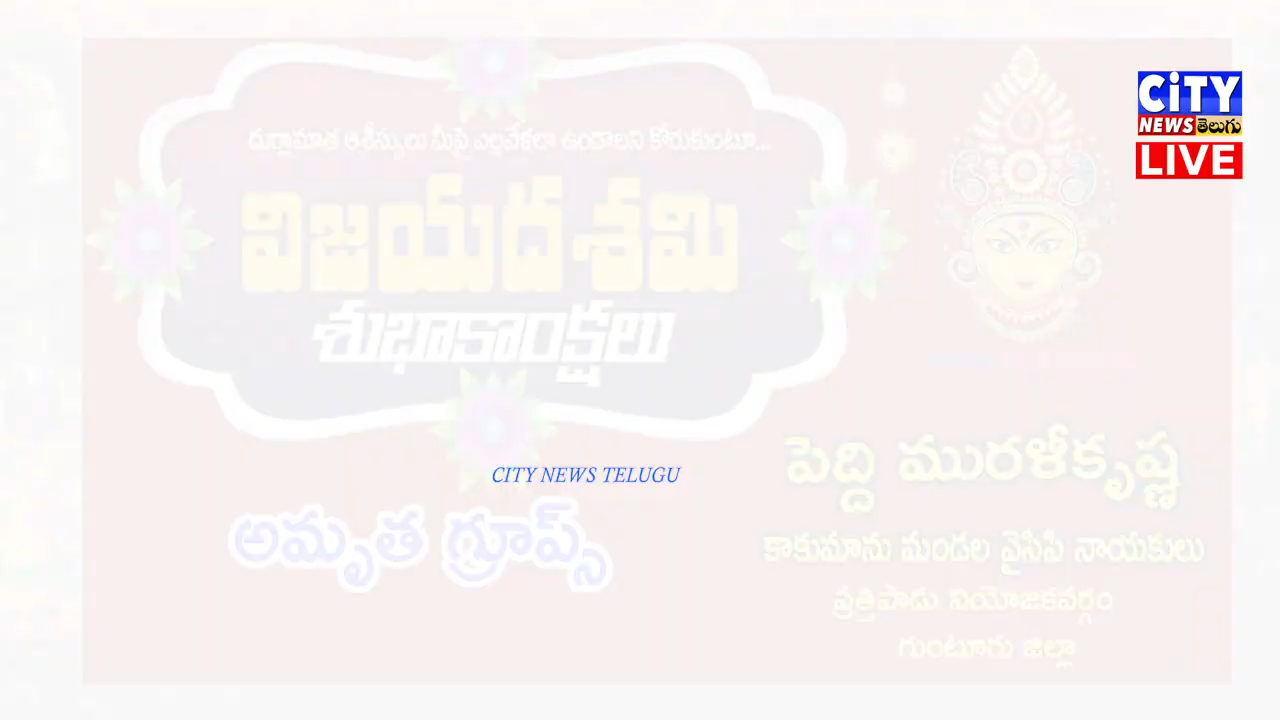 CiTY
NEWS తెలుగు
LIVE
దుర్గామాత ఆశీస్సులు మీపై ఎల్లవేళలా ఉండాలని కోరుకుంటూ...
విజయదశమి
శుభాకాంక్షలు
CITY NEWS TELUGU
అమృత గ్రూప్స్
పెద్ది మురళీకృష్ణ
కాకుమాను మండల వైసిపి నాయకులు
ప్రత్తిపాడు నియోజకవర్గం
గుంటూరు జిల్లా